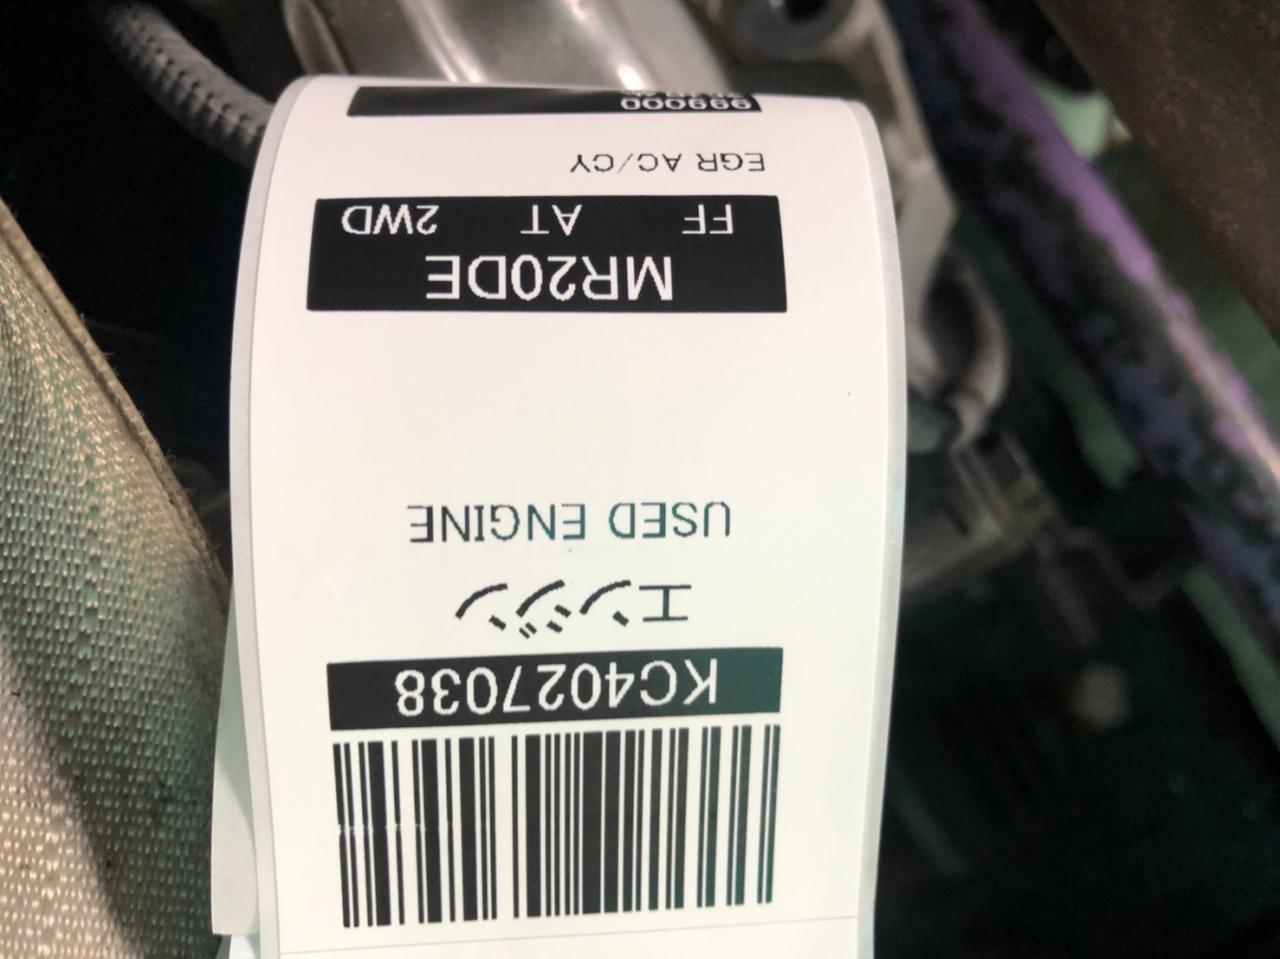 KC4027038
エンジン
USED ENGINE
MR20DE
FF AT 2WD
EGR AC/CY
999000